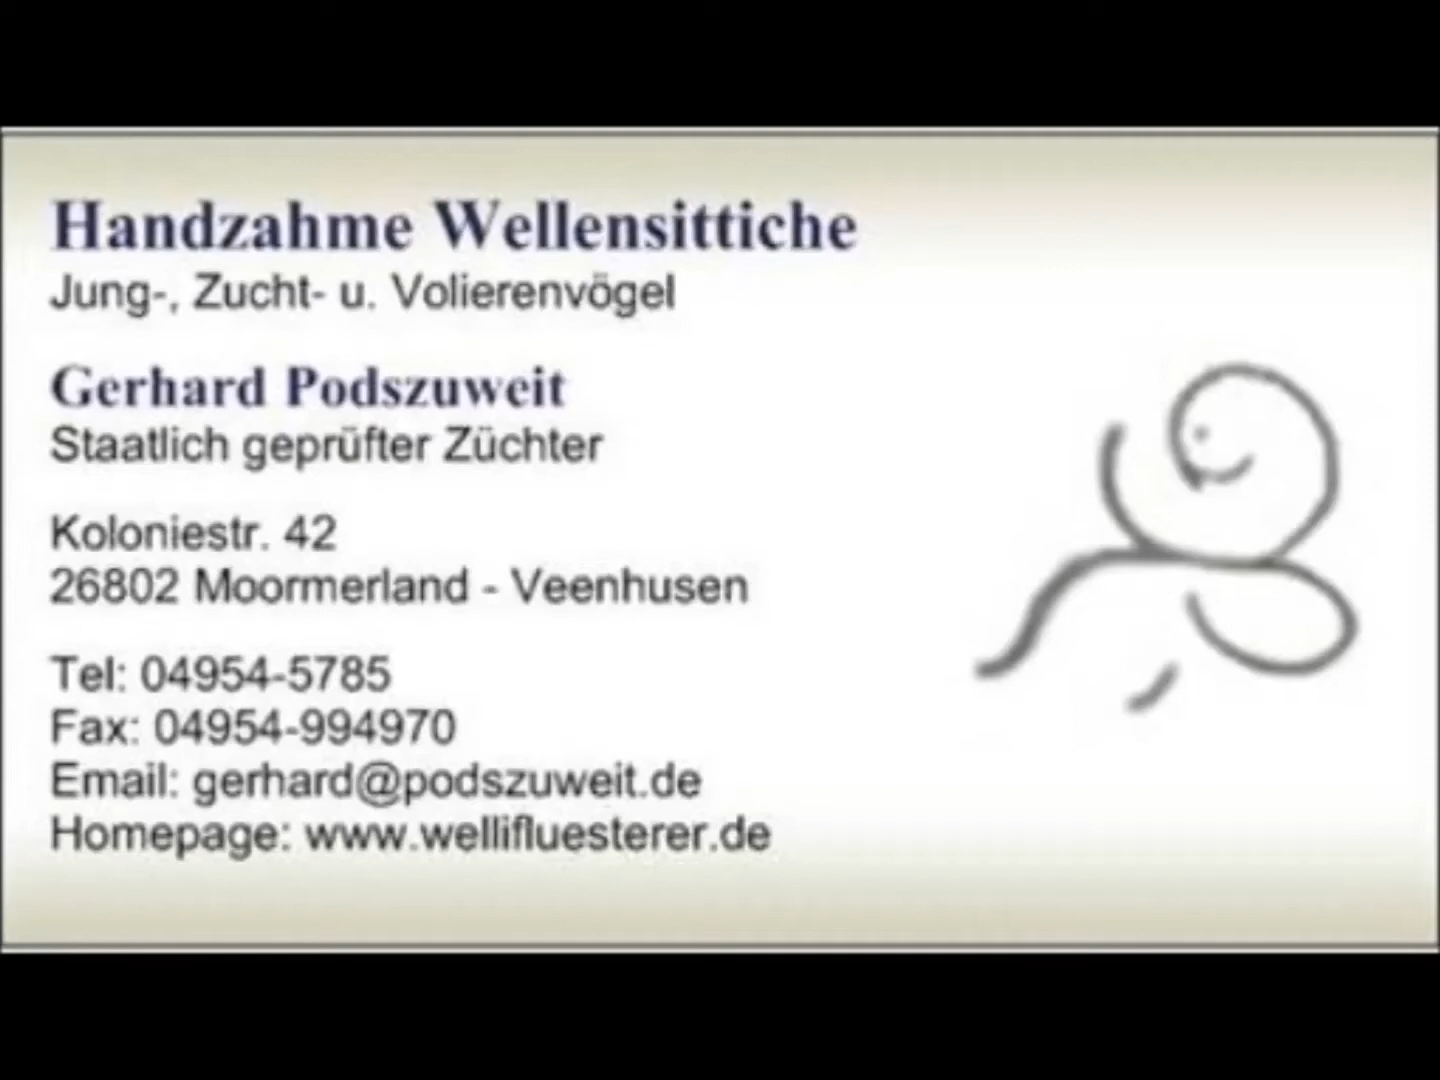 Handzahme Wellensittiche
Jung-, Zucht- u. Volierenvögel
Gerhard Podszuweit
Staatlich geprüfter Züchter
Koloniestr. 42
26802 Moormerland - Veenhusen
Tel: 04954-5785
Fax: 04954-994970
Email: gerhard@podszuweit.de
Homepage: www.wellifluesterer.de